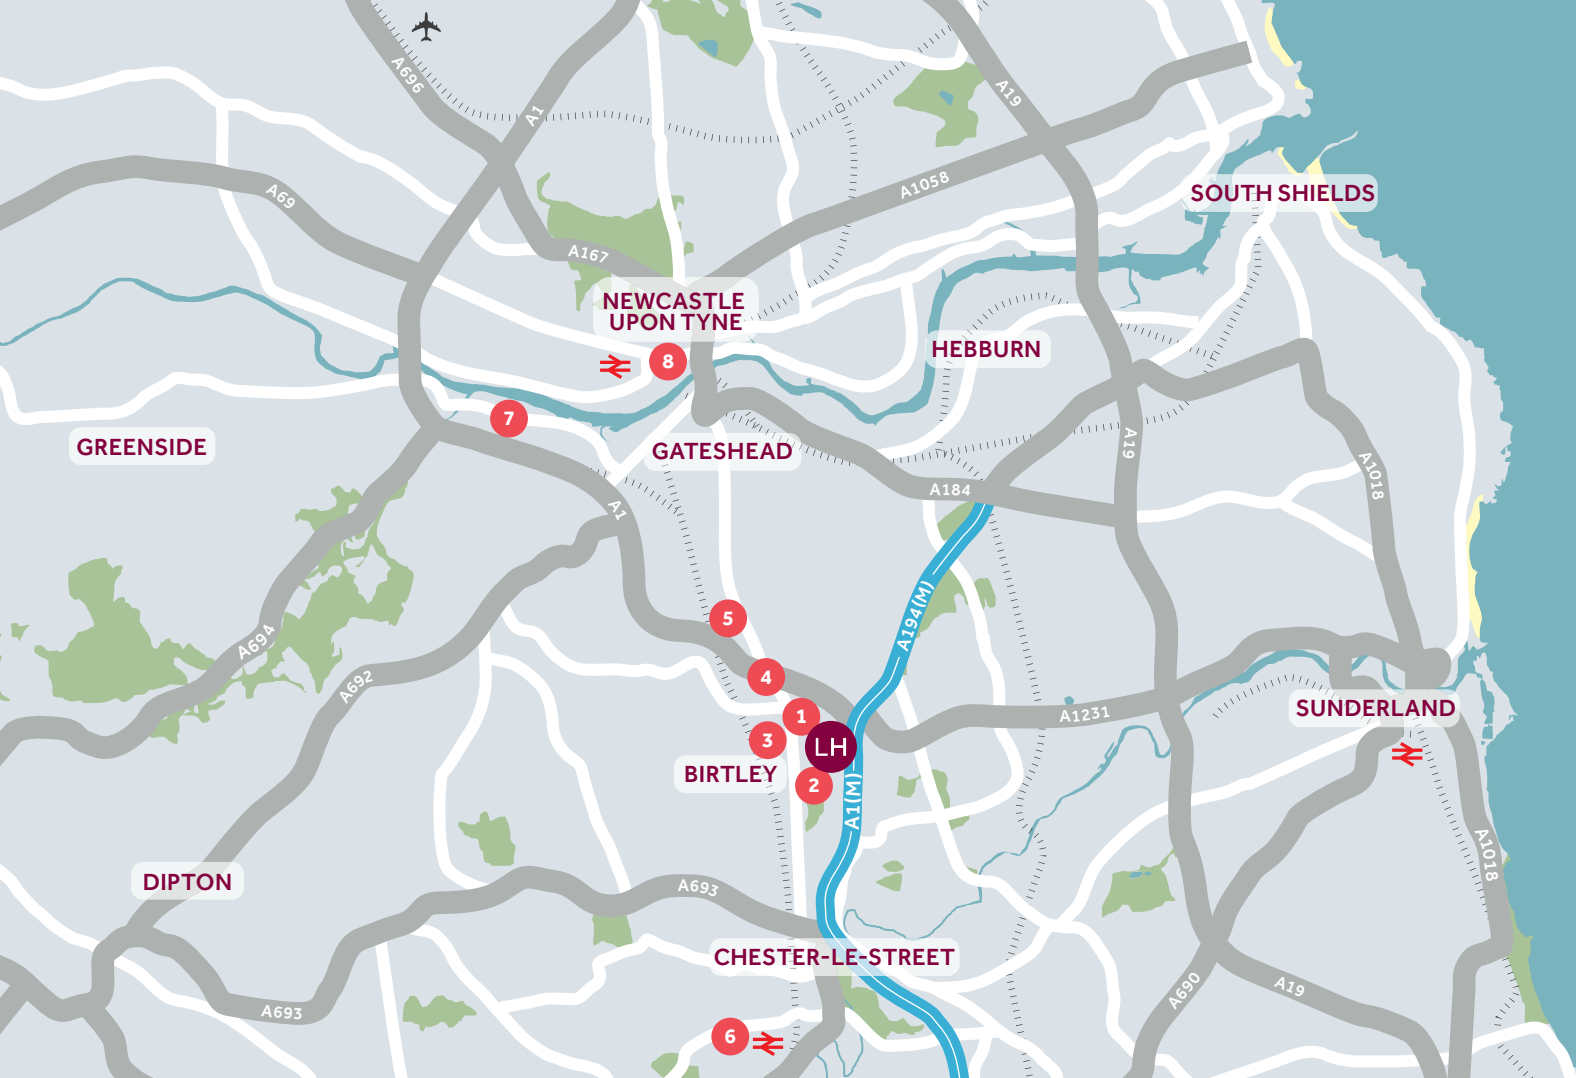 A696
A1
A19
A69
A1058
SOUTH SHIELDS
A167
NEWCASTLE
UPON TYNE
8
HEBBURN
7
GREENSIDE
GATESHEAD
A19
A184
A1018
A1
A194(M)
5
A694
A692
4
1
A1231
SUNDERLAND
3
LH
BIRTLEY
2
A1(M)
A1018
DIPTON
A693
CHESTER-LE-STREET
A690
A19
A693
6